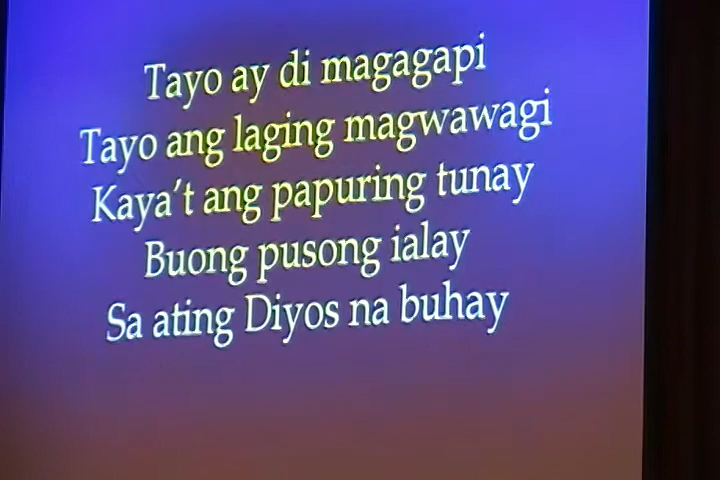 Tayo ay di magagapi
Tayo ang laging magwawagi
Kaya't ang papuring tunay
Buong pusong ialay
Sa ating Diyos na buhay